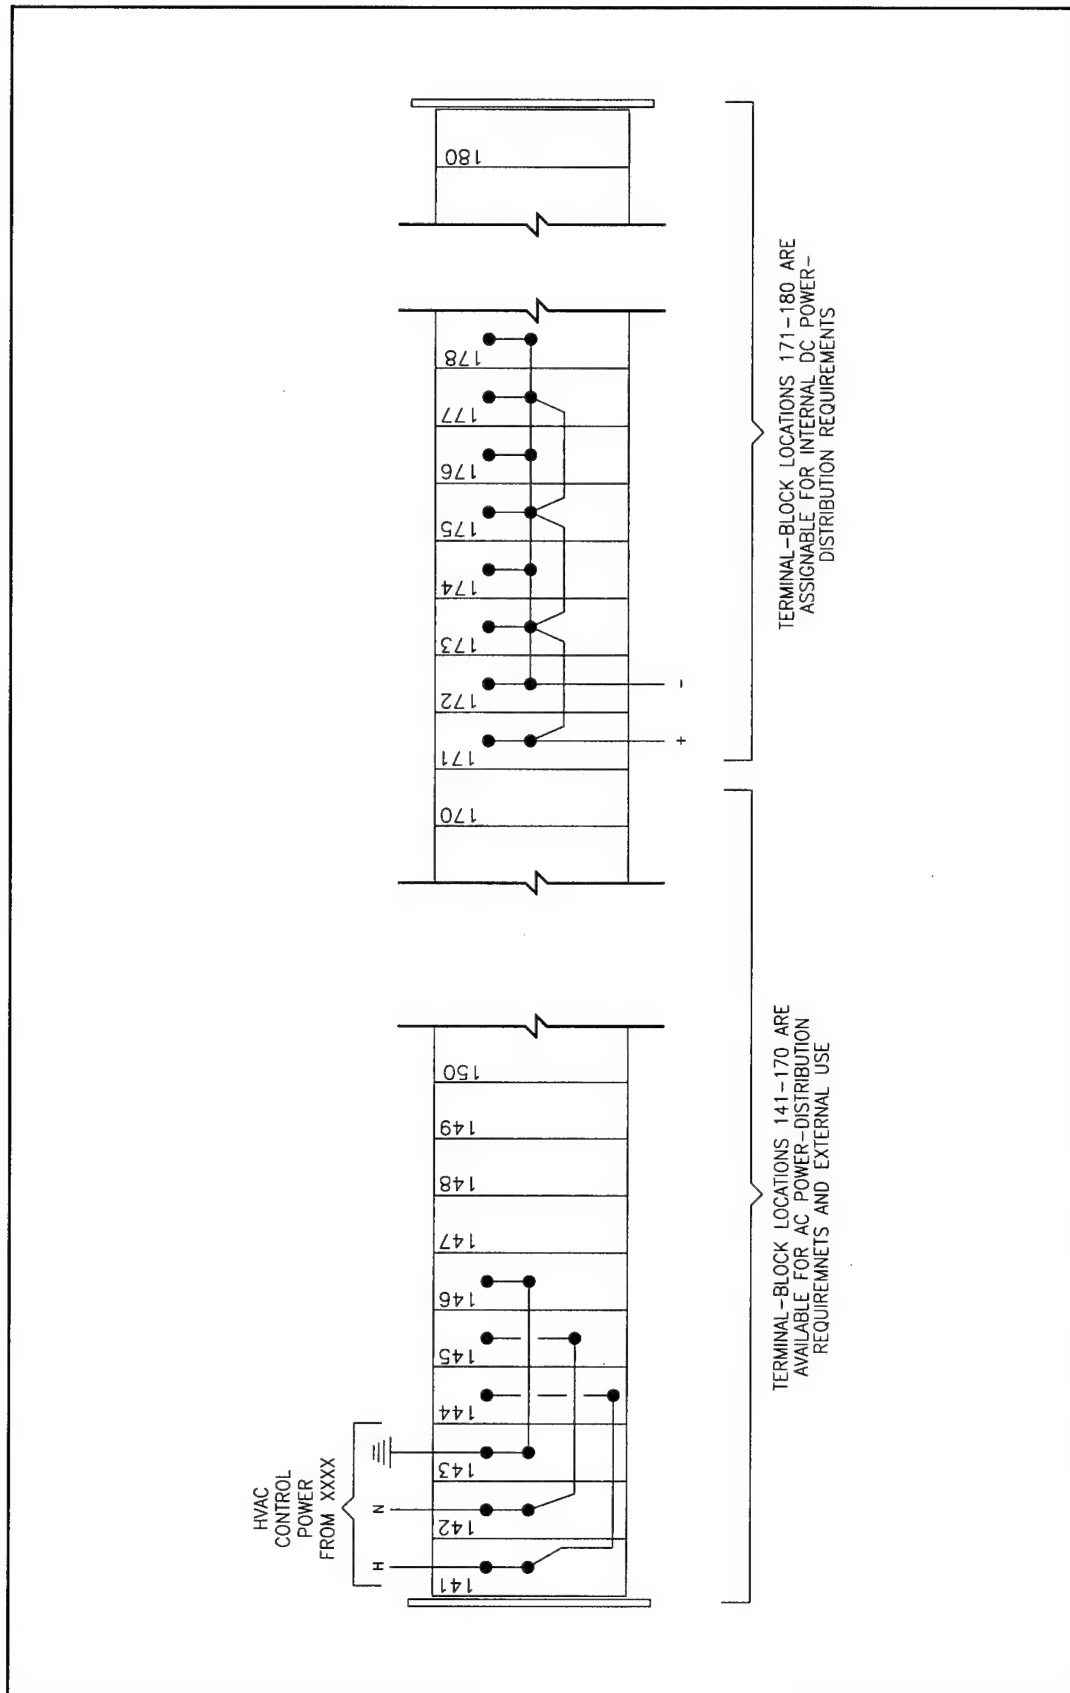 180
178
177
176
175
174
173
172
171
170
-
+
TERMINAL-BLOCK LOCATIONS 171-180 ARE
ASSIGNABLE FOR INTERNAL DC POWER-
DISTRIBUTION REQUIREMENTS
150
149
148
147
146
145
144
143
142
141
HVAC
CONTROL
POWER
FROM XXXX
N
H
TERMINAL-BLOCK LOCATIONS 141-170 ARE
AVAILABLE FOR AC POWER-DISTRIBUTION
REQUIREMNETS AND EXTERNAL USE